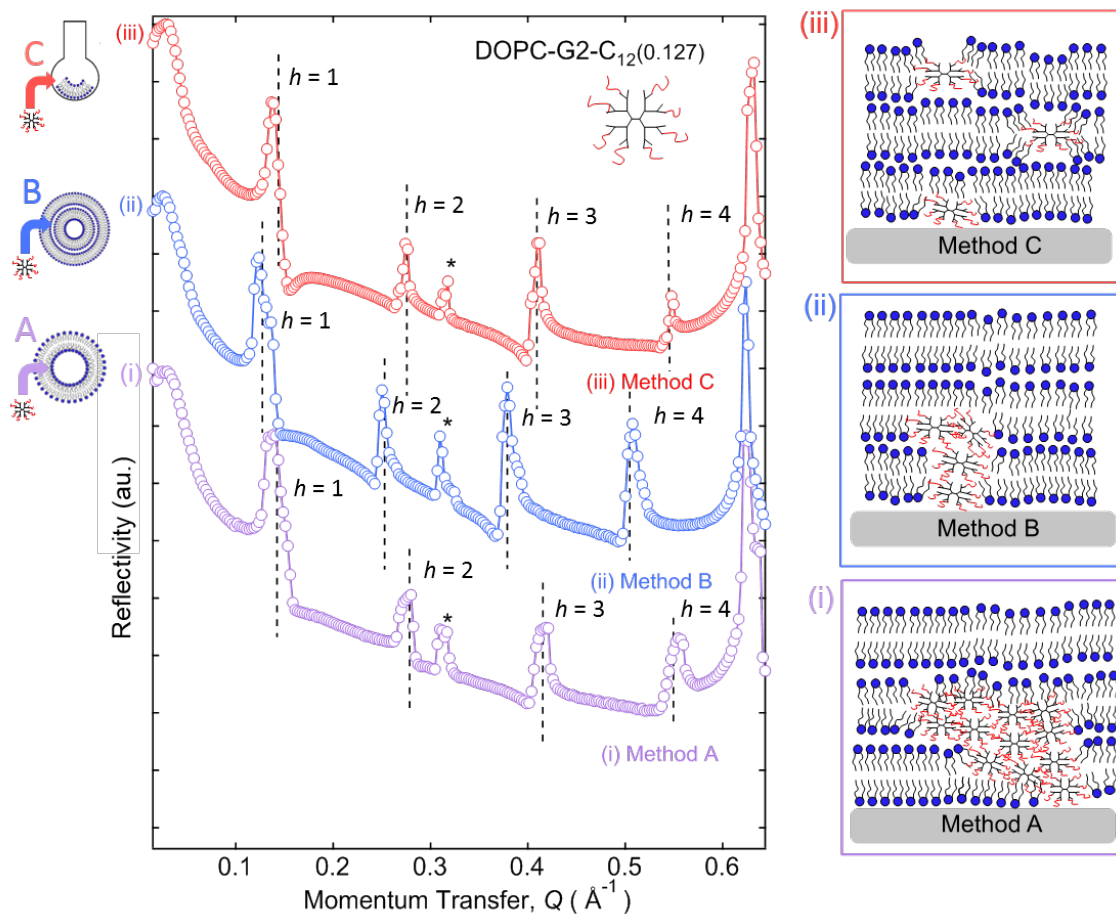 (iii)
C
DOPC-G2-C₁₂(0.127)
h = 1
h = 2
h = 3
h = 4
*
(iii) Method C
B
(ii)
h = 1
h = 2
*
h = 3
h = 4
(ii) Method B
A
(i)
h = 1
h = 2
*
h = 3
h = 4
(i) Method A
Reflectivity (au.)
0.1 0.2 0.3 0.4 0.5 0.6
Momentum Transfer, Q ( Å⁻¹)
(iii)
Method C
(ii)
Method B
(i)
Method A